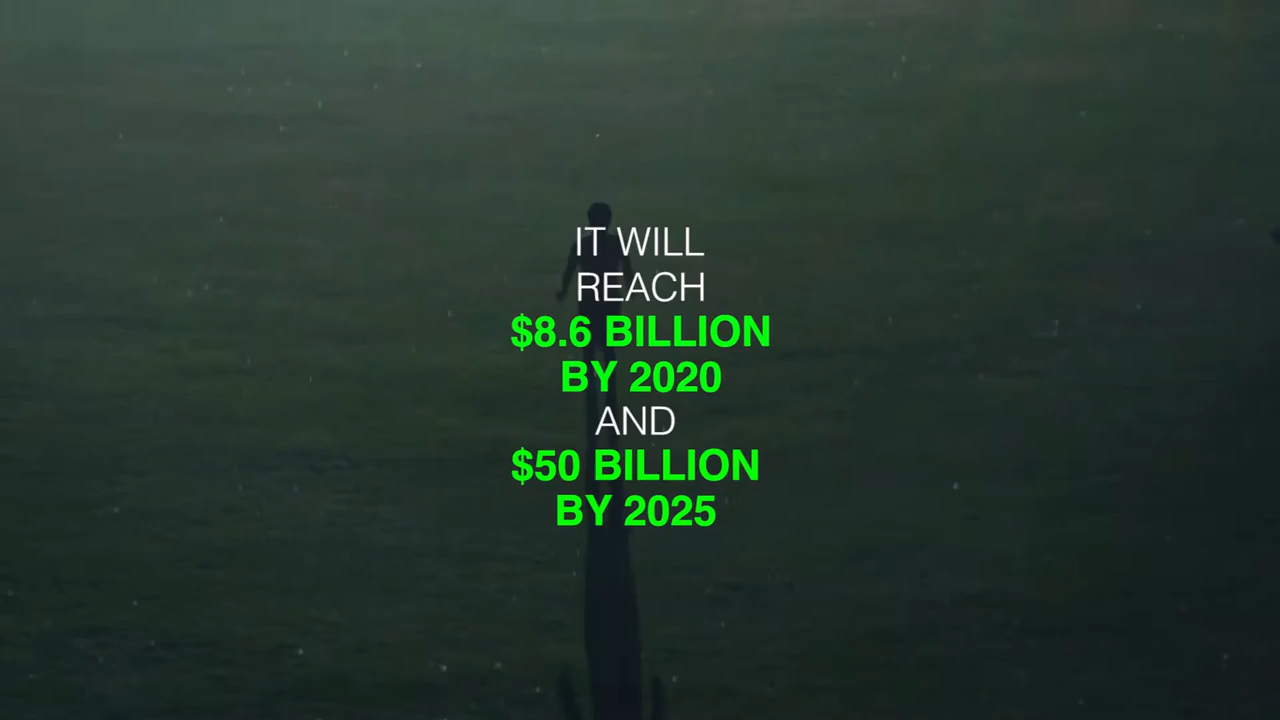 IT WILL
REACH
$8.6 BILLION
BY 2020
AND
$50 BILLION
BY 2025